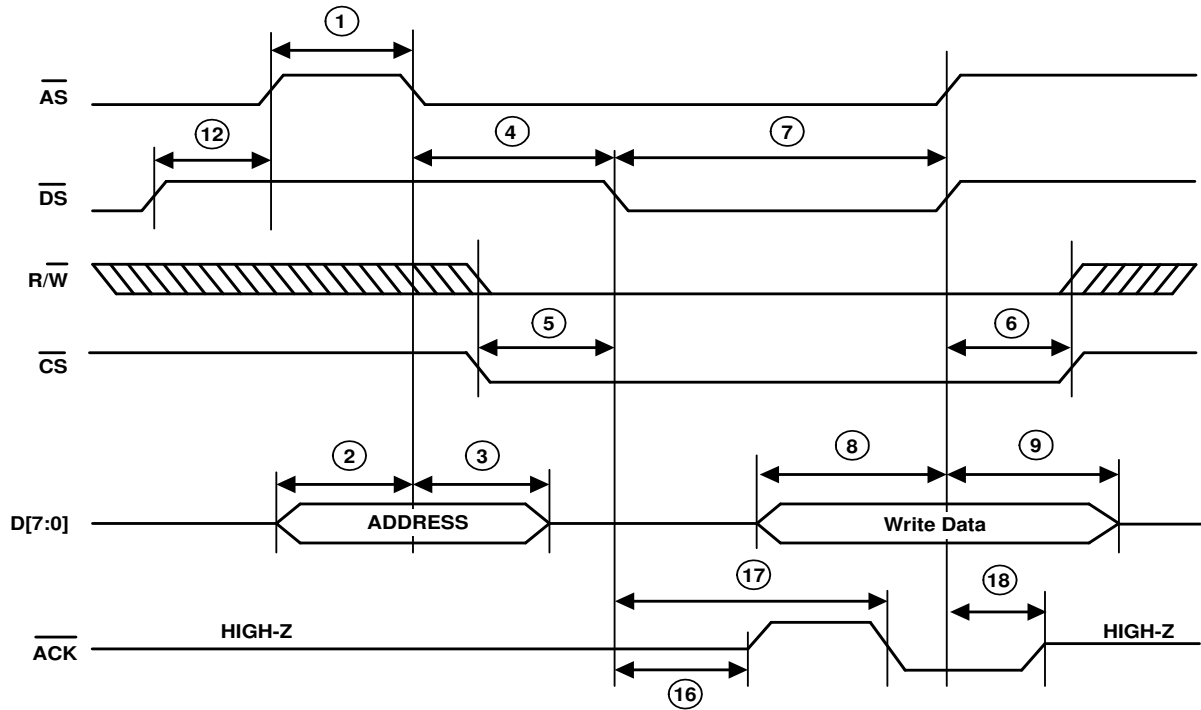 1
AS
12
4
7
DS
R/W
5
6
CS
2
3
8
9
D[7:0]
ADDRESS
Write Data
17
18
HIGH-Z
HIGH-Z
ACK
16